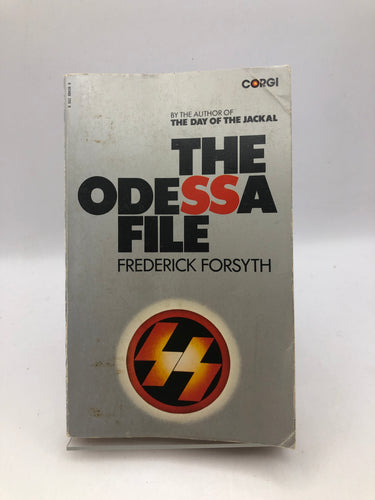 CORGI
BY THE AUTHOR OF
THE DAY OF THE JACKAL
THE
ODESSA
FILE
FREDERICK FORSYTH